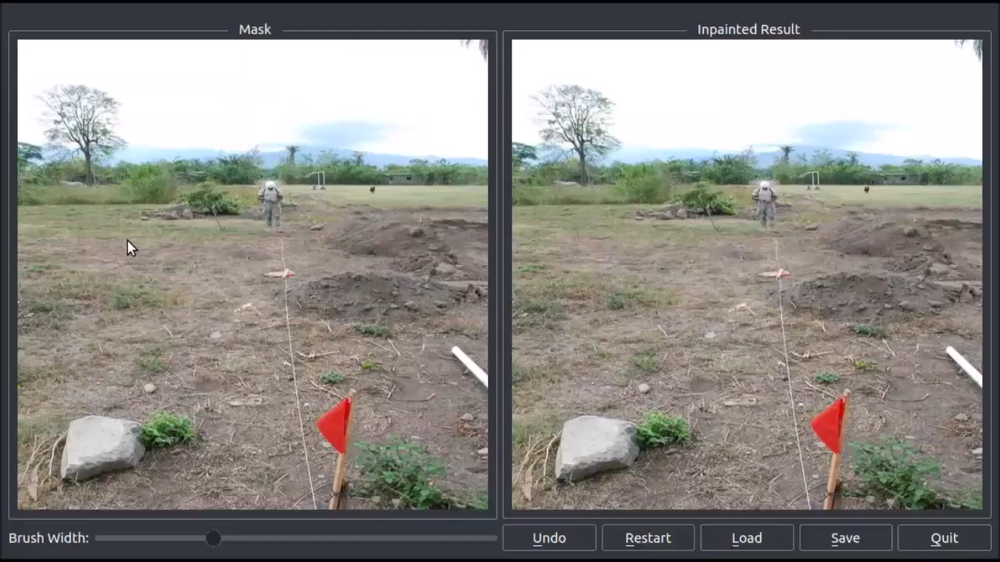 Mask
Inpainted Result
Brush Width:
Undo
Restart
Load
Save
Quit